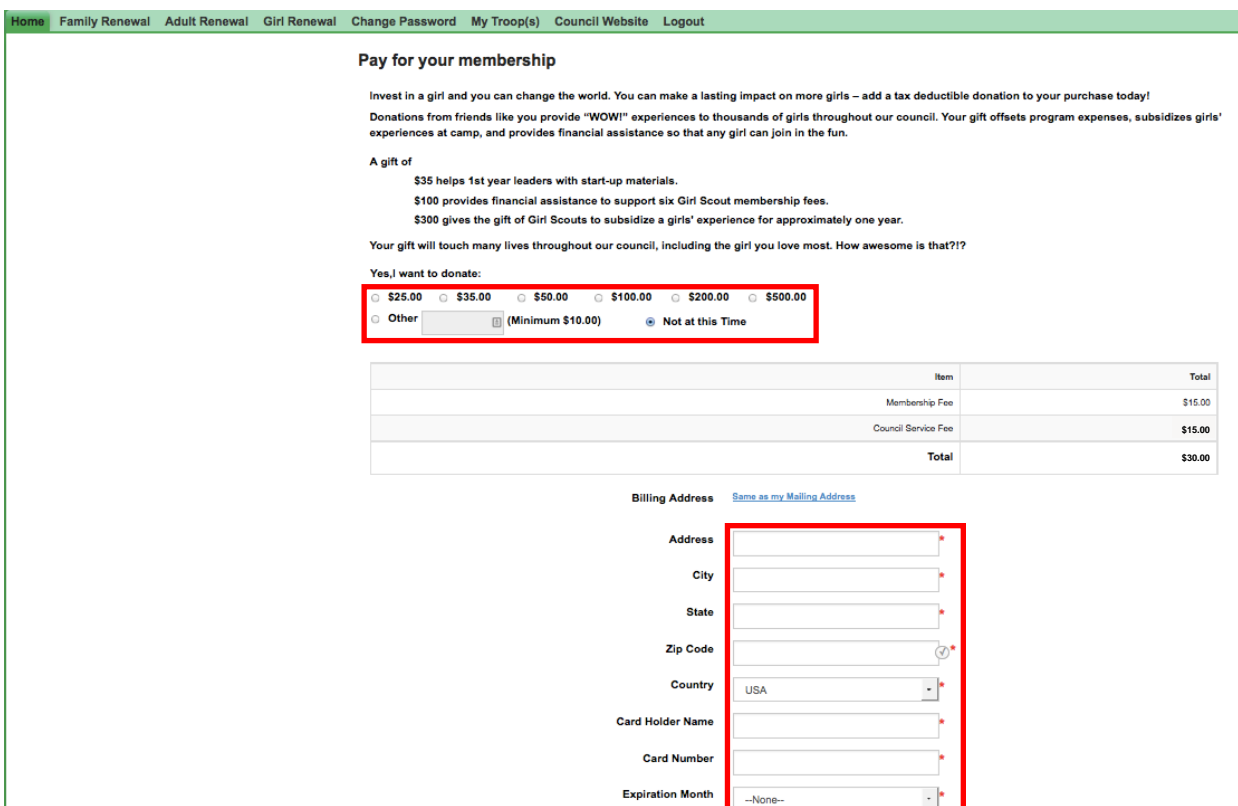 Home Family Renewal Adult Renewal Girl Renewal Change Password My Troop(s) Council Website Logout
Pay for your membership
Invest in a girl and you can change the world. You can make a lasting impact on more girls – add a tax deductible donation to your purchase today!
Donations from friends like you provide “WOW!” experiences to thousands of girls throughout our council. Your gift offsets program expenses, subsidizes girls'
experiences at camp, and provides financial assistance so that any girl can join in the fun.
A gift of
$35 helps 1st year leaders with start-up materials.
$100 provides financial assistance to support six Girl Scout membership fees.
$300 gives the gift of Girl Scouts to subsidize a girls' experience for approximately one year.
Your gift will touch many lives throughout our council, including the girl you love most. How awesome is that?!?
Yes,I want to donate:
$25.00 $35.00 $50.00 $100.00 $200.00 $500.00
Other (Minimum $10.00) Not at this Time
Item Total
Membership Fee $15.00
Council Service Fee $15.00
Total $30.00
Billing Address Same as my Mailing Address
Address *
City *
State *
Zip Code *
Country USA *
Card Holder Name *
Card Number *
Expiration Month --None-- *